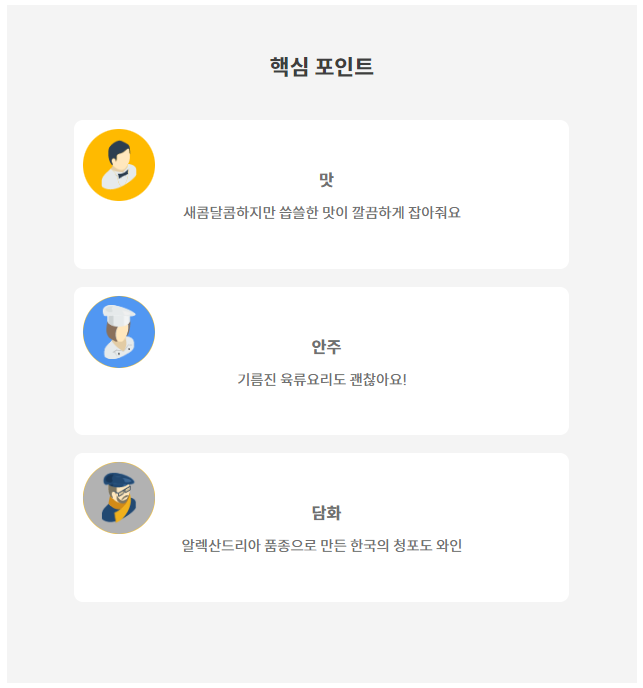 핵심 포인트
맛
새콤달콤하지만 씁쓸한 맛이 깔끔하게 잡아줘요
안주
기름진 육류요리도 괜찮아요!
담화
알렉산드리아 품종으로 만든 한국의 청포도 와인